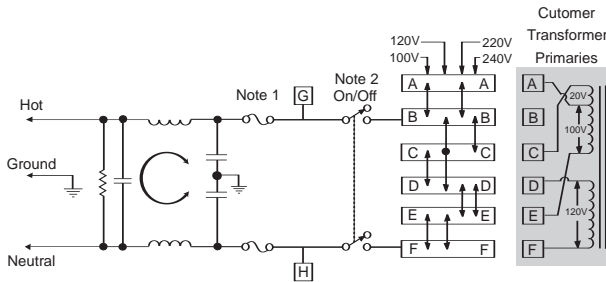 Cutomer
Transformer
Primaries
120V
220V
100V
240V
Note 1
Note 2
On/Off
G
A A A
20V
Hot
B B B
100V
C C C
Ground
D D D
E E E
120V
F F F
Neutral
H